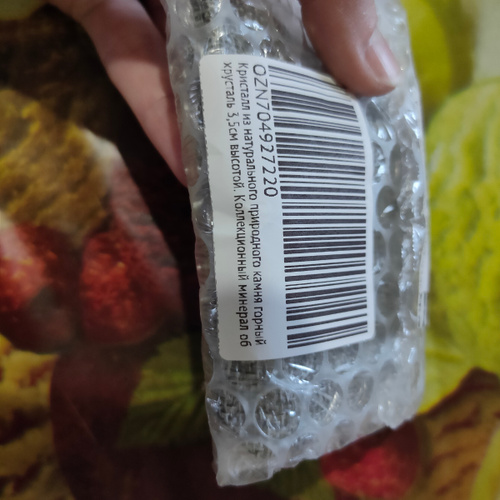 OZN704927220
Кристалл из натурального природного камня горный
хрусталь 3,5см высотой. Коллекционный минерал об